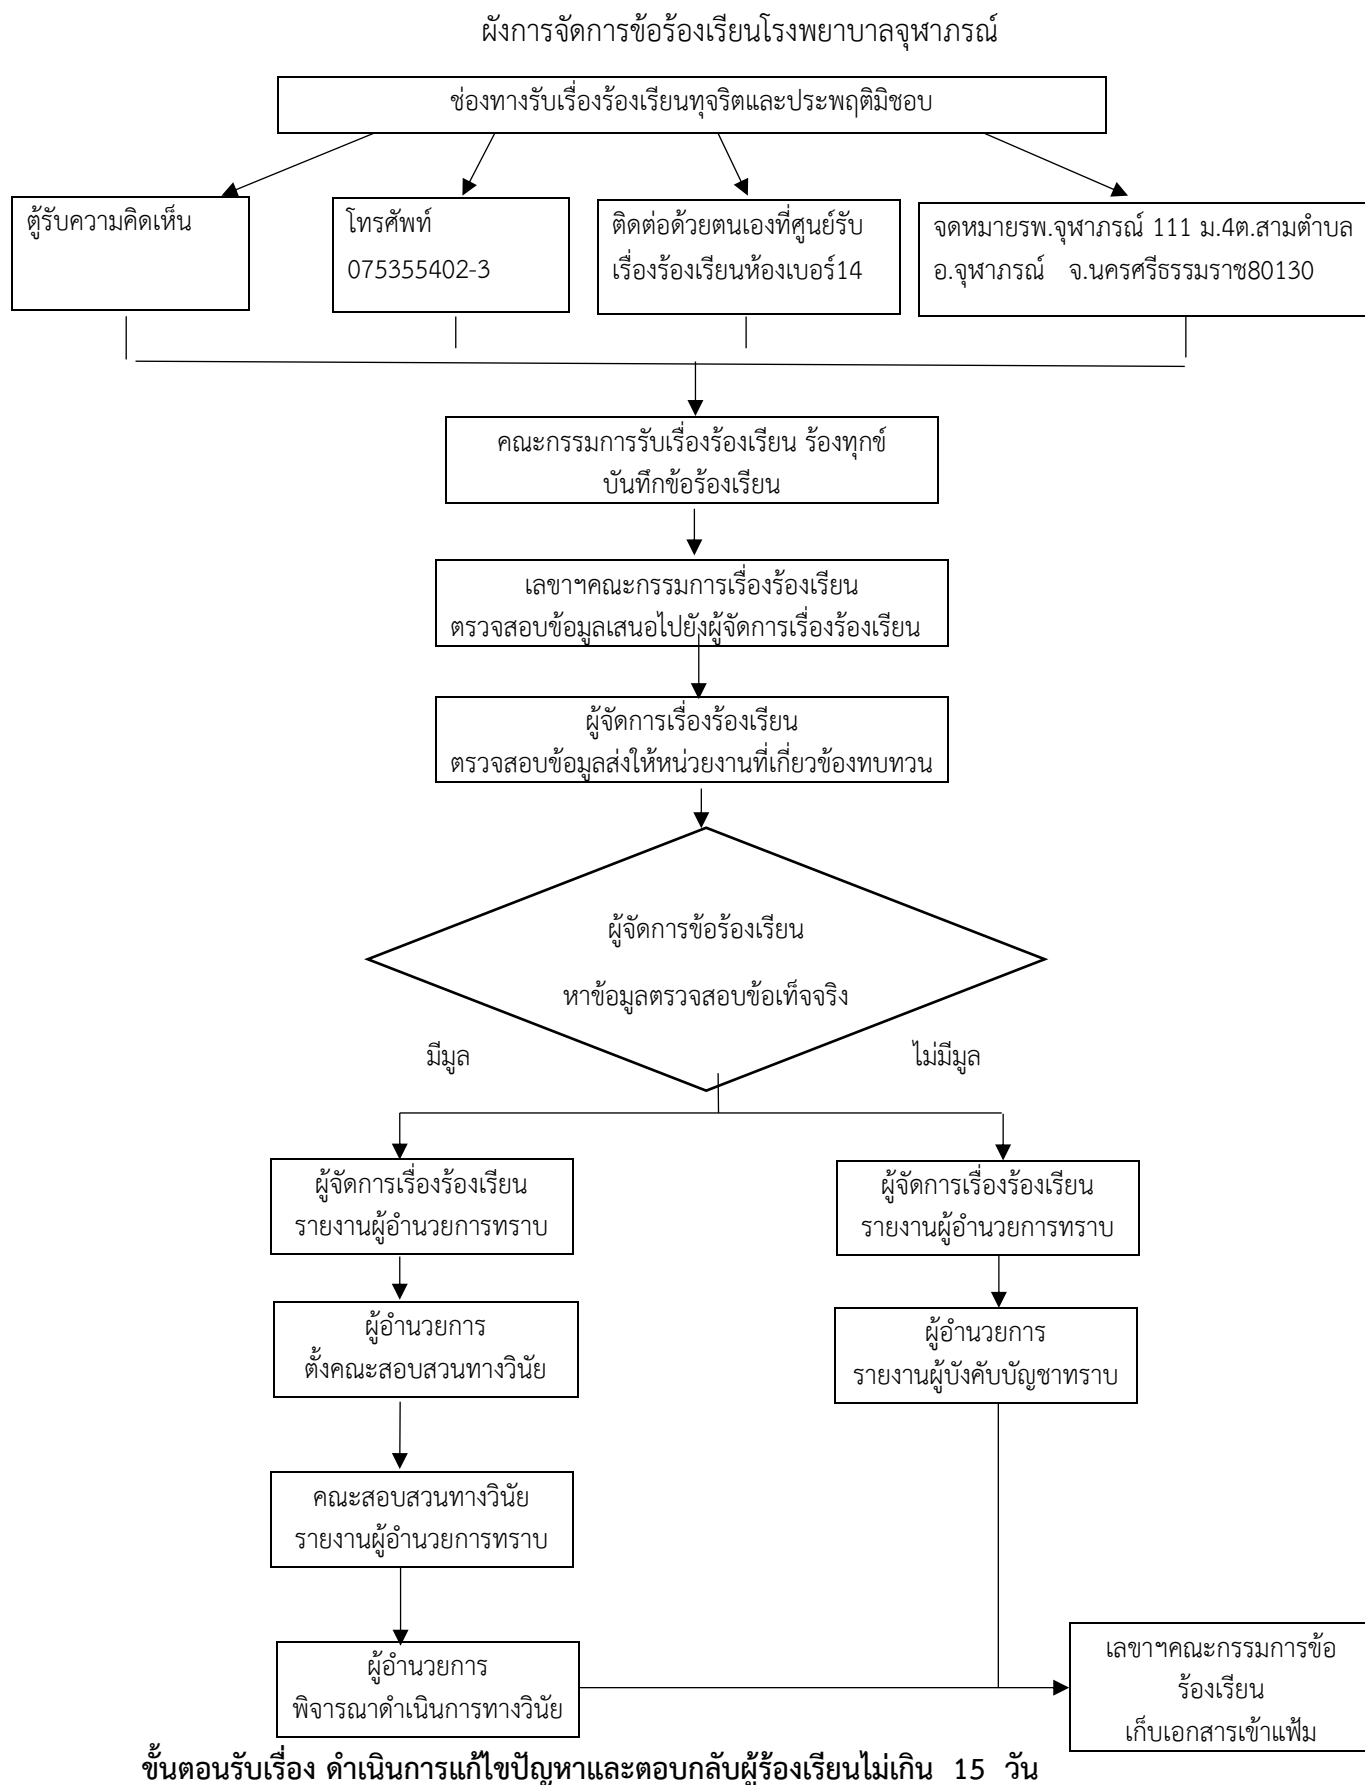 ผังการจัดการข้อร้องเรียนโรงพยาบาลจุฬาภรณ์
ช่องทางรับเรื่องร้องเรียนทุจริตและประพฤติมิชอบ
ตู้รับความคิดเห็น
โทรศัพท์
075355402-3
ติดต่อด้วยตนเองที่ศูนย์รับ
เรื่องร้องเรียนห้องเบอร์14
จดหมายรพ.จุฬาภรณ์ 111 ม.4ต.สามตำบล
อ.จุฬาภรณ์ จ.นครศรีธรรมราช80130
คณะกรรมการรับเรื่องร้องเรียน ร้องทุกข์
บันทึกข้อร้องเรียน
เลขาฯคณะกรรมการเรื่องร้องเรียน
ตรวจสอบข้อมูลเสนอไปยังผู้จัดการเรื่องร้องเรียน
ผู้จัดการเรื่องร้องเรียน
ตรวจสอบข้อมูลส่งให้หน่วยงานที่เกี่ยวข้องทบทวน
ผู้จัดการข้อร้องเรียน
หาข้อมูลตรวจสอบข้อเท็จจริง
มีมูล
ไม่มีมูล
ผู้จัดการเรื่องร้องเรียน
รายงานผู้อำนวยการทราบ
ผู้จัดการเรื่องร้องเรียน
รายงานผู้อำนวยการทราบ
ผู้อำนวยการ
ตั้งคณะสอบสวนทางวินัย
ผู้อำนวยการ
รายงานผู้บังคับบัญชาทราบ
คณะสอบสวนทางวินัย
รายงานผู้อำนวยการทราบ
ผู้อำนวยการ
พิจารณาดำเนินการทางวินัย
เลขาฯคณะกรรมการข้อ
ร้องเรียน
เก็บเอกสารเข้าแฟ้ม
ขั้นตอนรับเรื่อง ดำเนินการแก้ไขปัญหาและตอบกลับผู้ร้องเรียนไม่เกิน 15 วัน